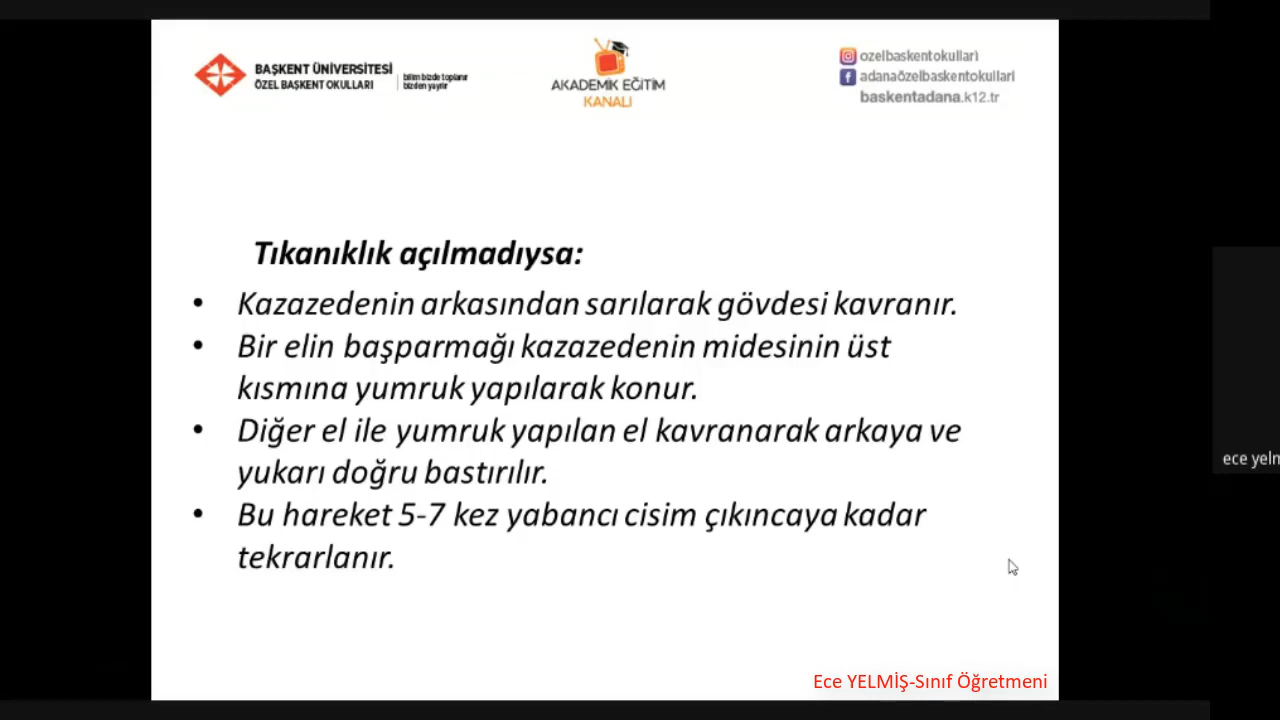 BAŞKENT ÜNİVERSİTESİ
ÖZEL BAŞKENT OKULLARI
bilim bizde toplanır
bizden yayılır
AKADEMİK EĞİTİM
KANALI
ozelbaskentokullari
adanaözelbaskentokullari
baskentadana.k12.tr
Tıkanıklık açılmadıysa:
• Kazazedenin arkasından sarılarak gövdesi kavranır.
• Bir elin başparmağı kazazedenin midesinin üst
kısmına yumruk yapılarak konur.
• Diğer el ile yumruk yapılan el kavranarak arkaya ve
yukarı doğru bastırılır.
• Bu hareket 5-7 kez yabancı cisim çıkıncaya kadar
tekrarlanır.
ece yeln
Ece YELMİŞ-Sınıf Öğretmeni